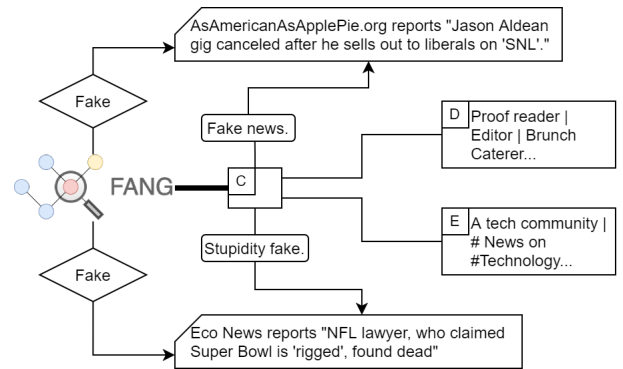 AsAmericanAsApplePie.org reports "Jason Aldean
gig canceled after he sells out to liberals on 'SNL'."
Fake
Fake news.
D
Proof reader |
Editor | Brunch
Caterer...
FANG
C
E
A tech community |
# News on
#Technology...
Stupidity fake.
Fake
Eco News reports "NFL lawyer, who claimed
Super Bowl is 'rigged', found dead"